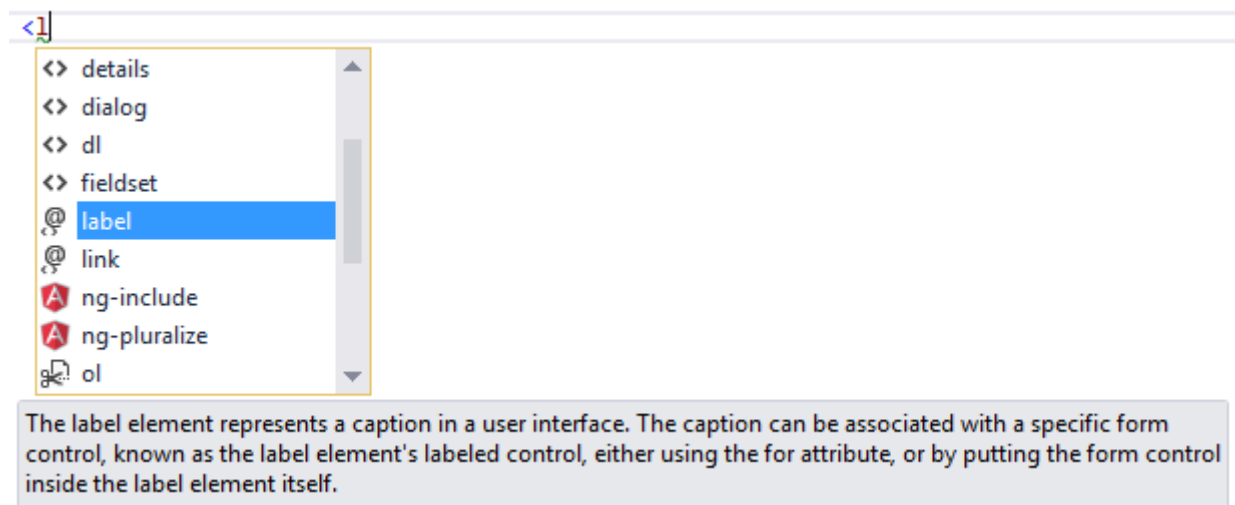 <l
details
dialog
dl
fieldset
label
link
ng-include
ng-pluralize
ol
The label element represents a caption in a user interface. The caption can be associated with a specific form
control, known as the label element's labeled control, either using the for attribute, or by putting the form control
inside the label element itself.